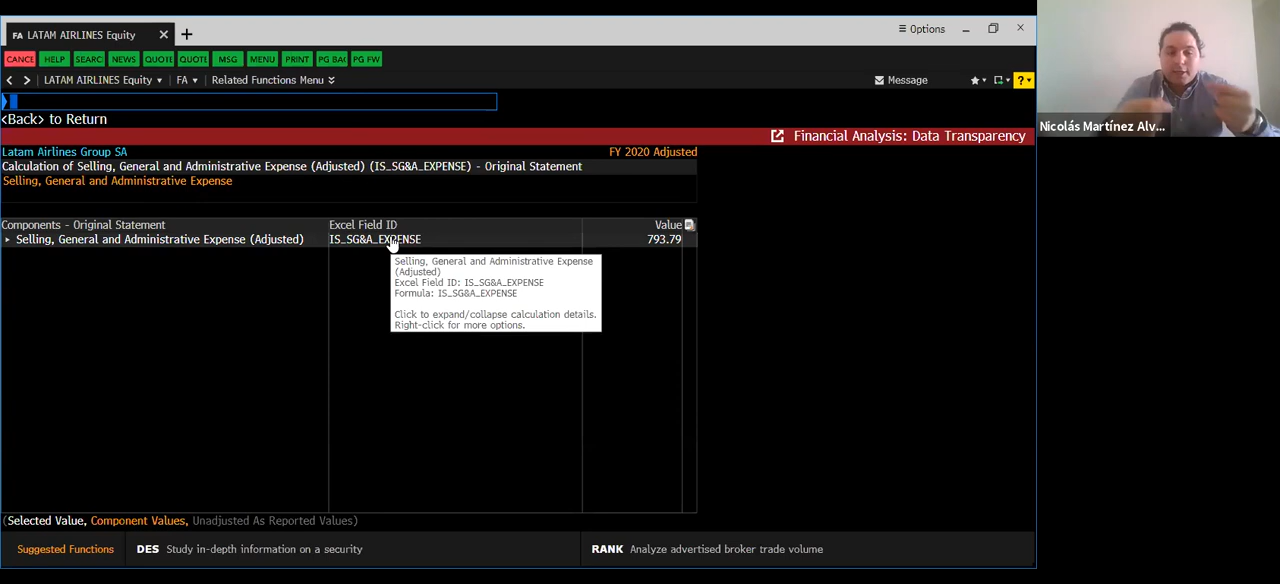 FA LATAM AIRLINES Equity
Options
CANCE HELP SEARC NEWS QUOTE QUOTE MSG MENU PRINT PG BAC PG FW
LATAM AIRLINES Equity FA Related Functions Menu
Message
?
<Back> to Return
Financial Analysis: Data Transparency
Latam Airlines Group SA FY 2020 Adjusted
Calculation of Selling, General and Administrative Expense (Adjusted) (IS_SG&A_EXPENSE) - Original Statement
Selling, General and Administrative Expense
Components - Original Statement Excel Field ID Value
Selling, General and Administrative Expense (Adjusted) IS_SG&A_EXPENSE 793.79
Selling, General and Administrative Expense
(Adjusted)
Excel Field ID: IS_SG&A_EXPENSE
Formula: IS_SG&A_EXPENSE
Click to expand/collapse calculation details.
Right-click for more options.
(Selected Value, Component Values, Unadjusted As Reported Values)
Suggested Functions DES Study in-depth information on a security RANK Analyze advertised broker trade volume
Nicolás Martínez Alv...